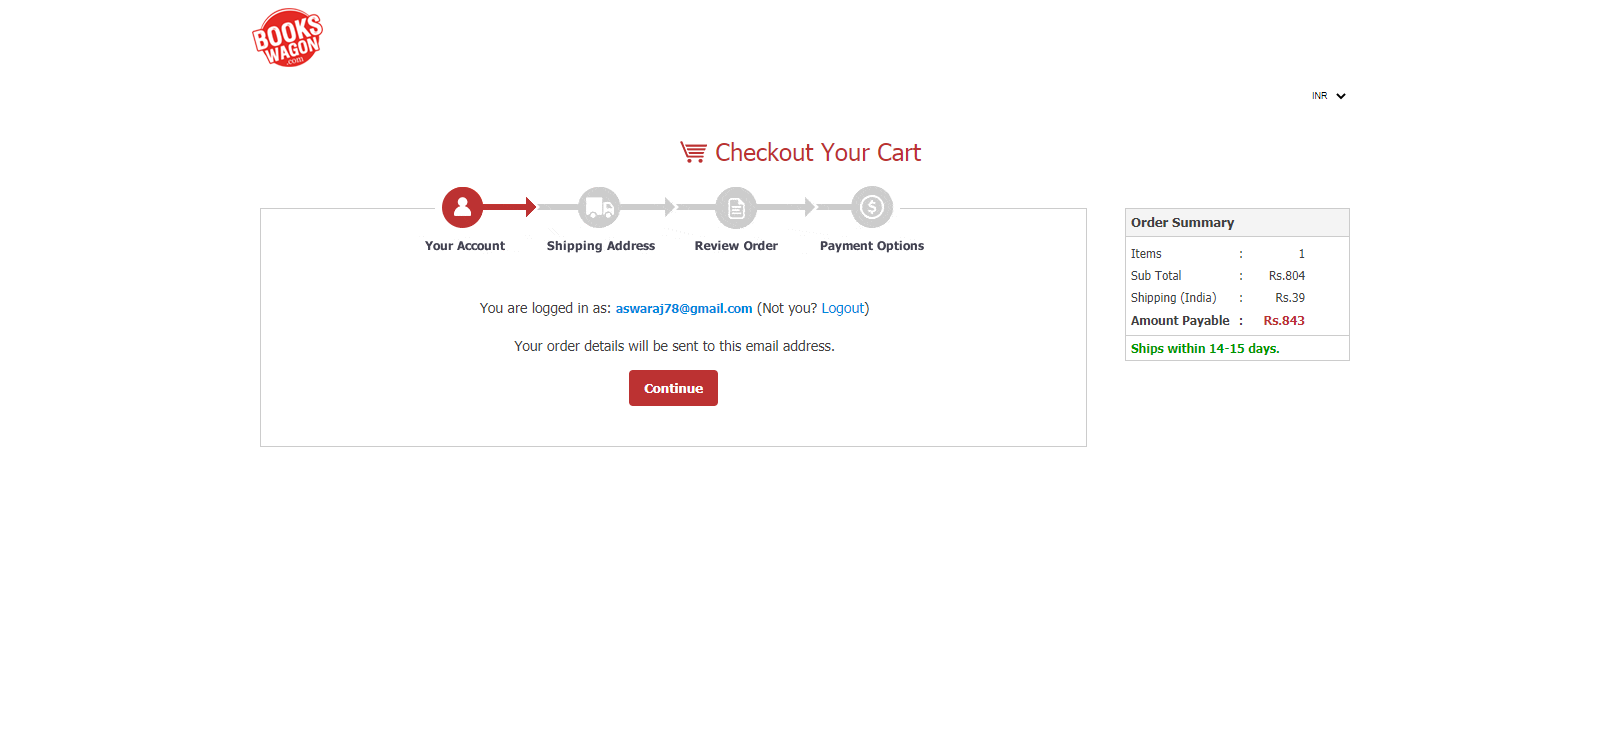 BOOKS
WAGON
.com
INR
Checkout Your Cart
Your Account
Shipping Address
Review Order
Payment Options
You are logged in as: aswaraj78@gmail.com (Not you? Logout)
Your order details will be sent to this email address.
Continue
Order Summary
Items : 1
Sub Total : Rs.804
Shipping (India) : Rs.39
Amount Payable : Rs.843
Ships within 14-15 days.